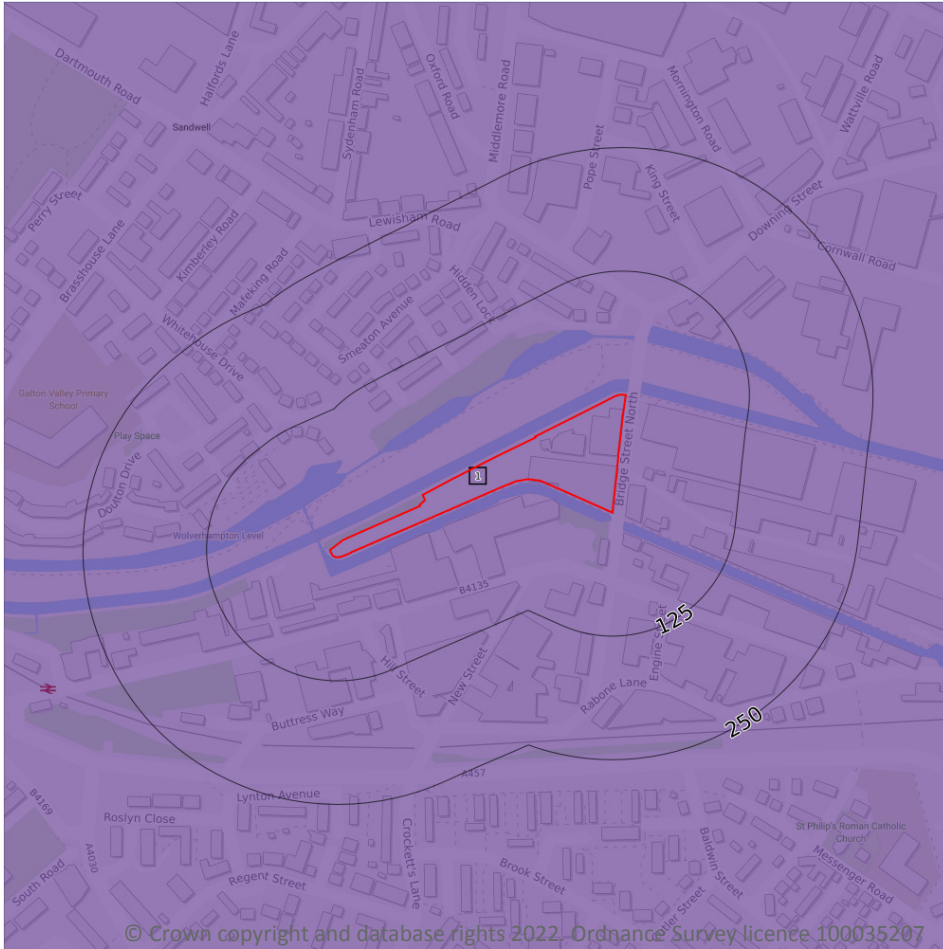 Dartmouth Road
Halfords Lane
Oxford Road
Middlemore Road
Mornington Road
Wattville Road
Sandwell
Sydenham Road
Pope Street
King Street
Perry Street
Downing Street
Lewisham Road
Brasshouse Lane
Kimberley Road
Cornwall Road
Mafeking Road
Hidden Lock
Smeaton Avenue
Whitehouse Drive
Galton Valley Primary
School
Play Space
Bridge Street North
1
Doulton Drive
Wolverhampton Level
B4135
125
Engine Street
Hill Street
New Street
Rabone Lane
Buttress Way
250
A457
Lynton Avenue
B4169
Roslyn Close
Crockett's Lane
St Philip's Roman Catholic
Church
A4030
Baldwin Street
Messenger Road
South Road
Regent Street
Brook Street
© Crown copyright and database rights 2022. Ordnance Survey licence 100035207